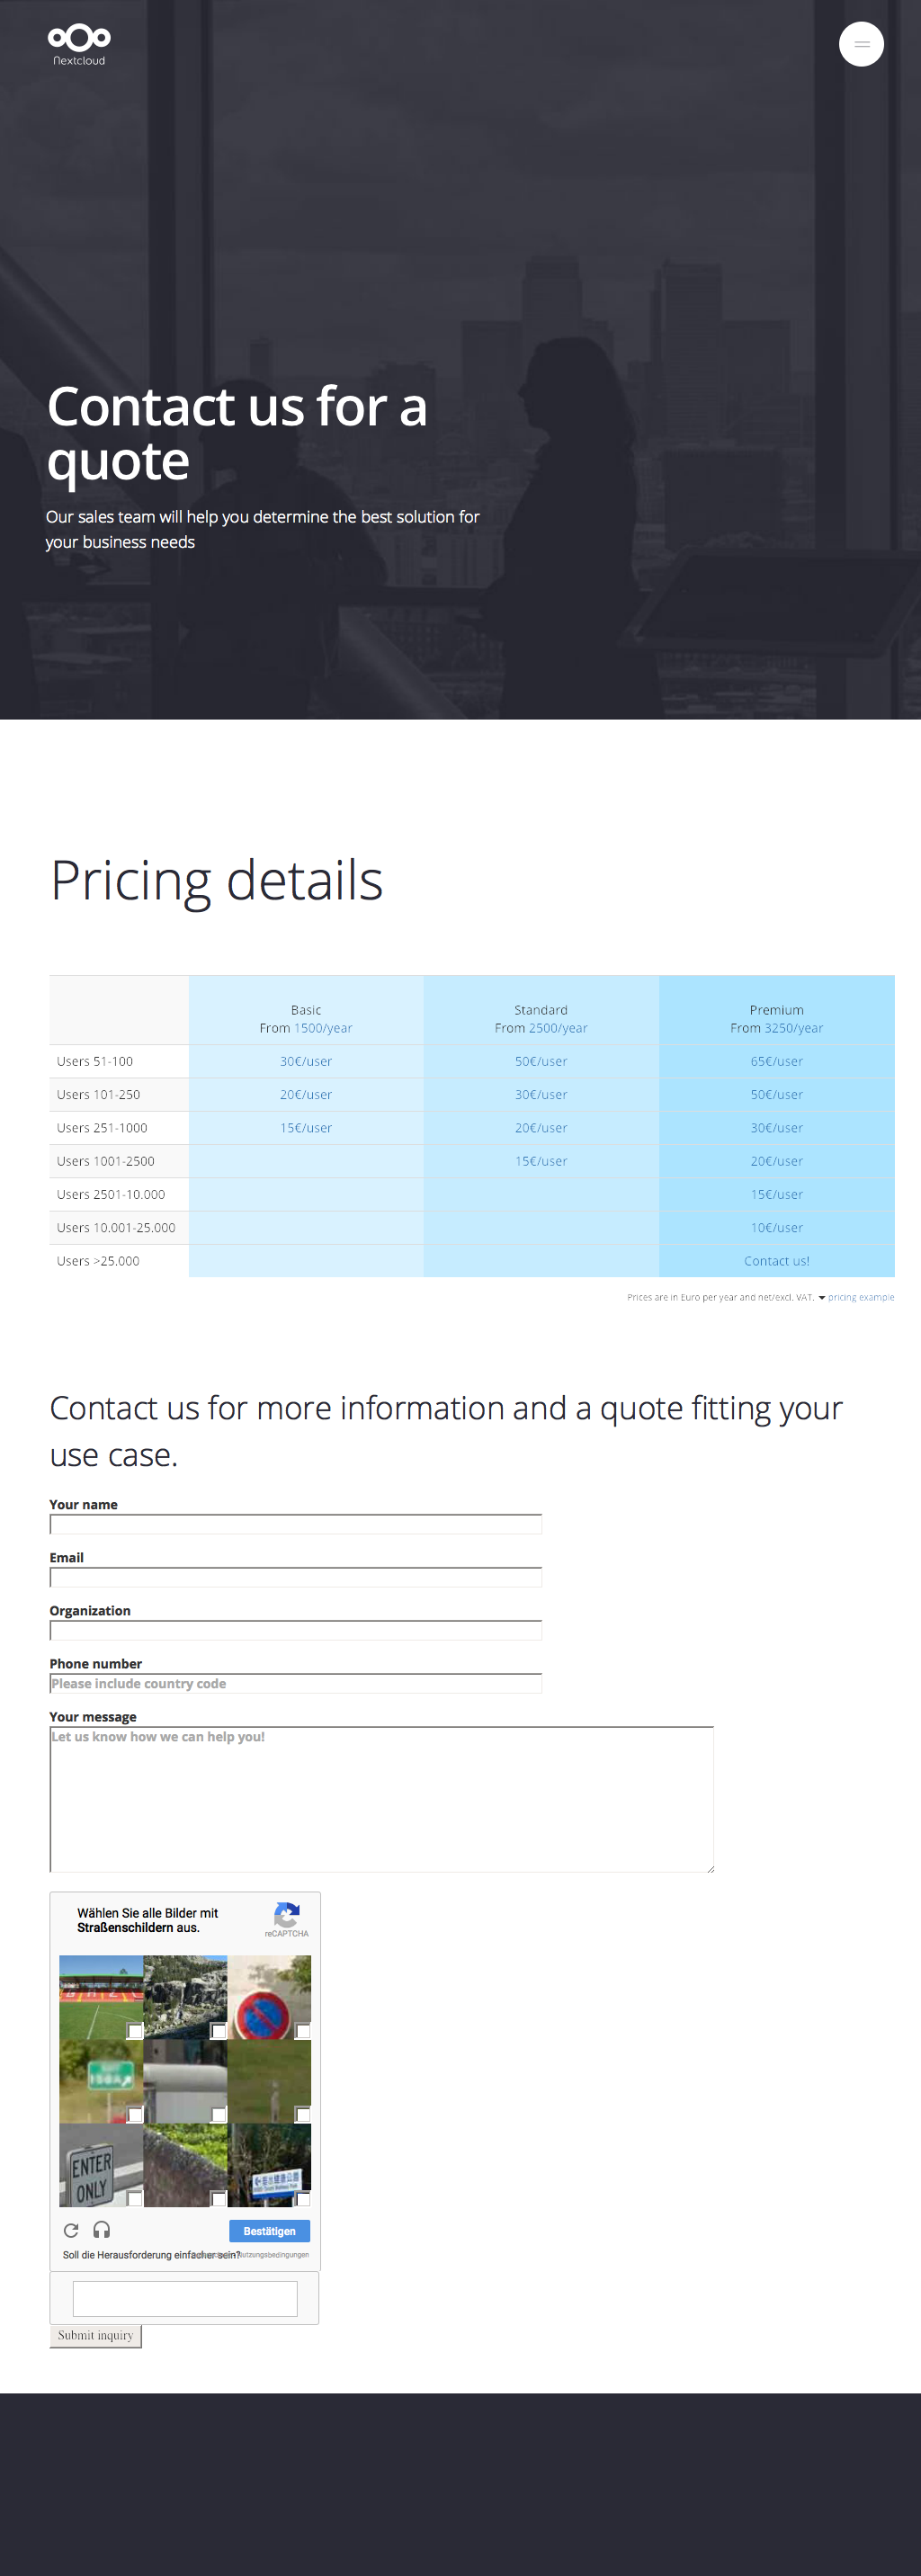 nextcloud
Contact us for a
quote
Our sales team will help you determine the best solution for
your business needs
Pricing details
Basic Standard Premium
From 1500/year From 2500/year From 3250/year
Users 51-100 30€/user 50€/user 65€/user
Users 101-250 20€/user 30€/user 50€/user
Users 251-1000 15€/user 20€/user 30€/user
Users 1001-2500 15€/user 20€/user
Users 2501-10.000 15€/user
Users 10.001-25.000 10€/user
Users >25.000 Contact us!
Prices are in Euro per year and net/excl. VAT. pricing example
Contact us for more information and a quote fitting your
use case.
Your name
Email
Organization
Phone number
Please include country code
Your message
Let us know how we can help you!
Wählen Sie alle Bilder mit
Straßenschildern aus.
reCAPTCHA
ENTER
ONLY
Bestätigen
Soll die Herausforderung einfacher sein? Nutzungsbedingungen
Submit inquiry